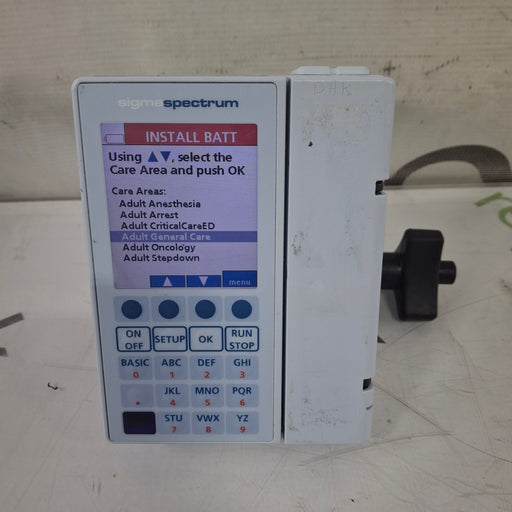 DAR
sigmaspectrum
INSTALL BATT
Using ▲▼, select the
Care Area and push OK
Care Areas:
Adult Anesthesia
Adult Arrest
Adult CriticalCareED
Adult General Care
Adult Oncology
Adult Stepdown
menu
ON OFF
SETUP
OK
RUN STOP
BASIC 0
ABC 1
DEF 2
GHI 3
.
JKL 4
MNO 5
PQR 6
STU 7
VWX 8
YZ 9